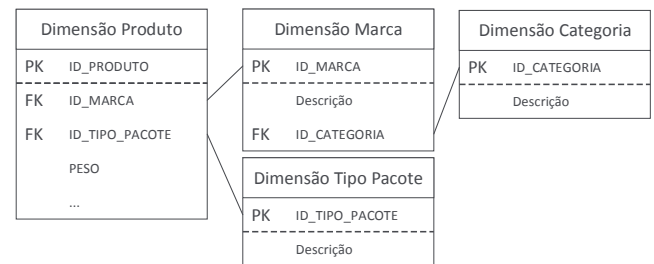 Dimensão Produto
PK ID_PRODUTO
FK ID_MARCA
FK ID_TIPO_PACOTE
PESO
...
Dimensão Marca
PK ID_MARCA
Descrição
FK ID_CATEGORIA
Dimensão Categoria
PK ID_CATEGORIA
Descrição
Dimensão Tipo Pacote
PK ID_TIPO_PACOTE
Descrição